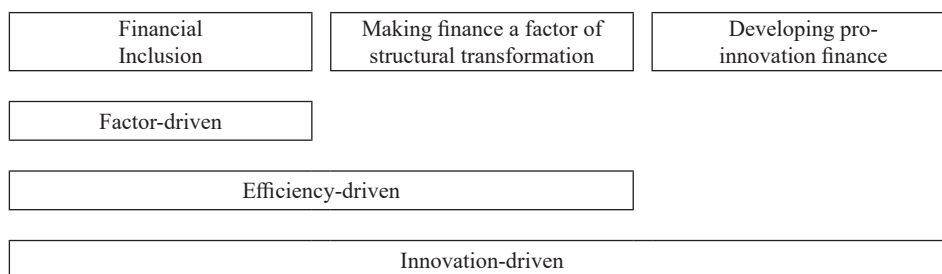 Financial
Inclusion
Making finance a factor of
structural transformation
Developing pro-
innovation finance
Factor-driven
Efficiency-driven
Innovation-driven